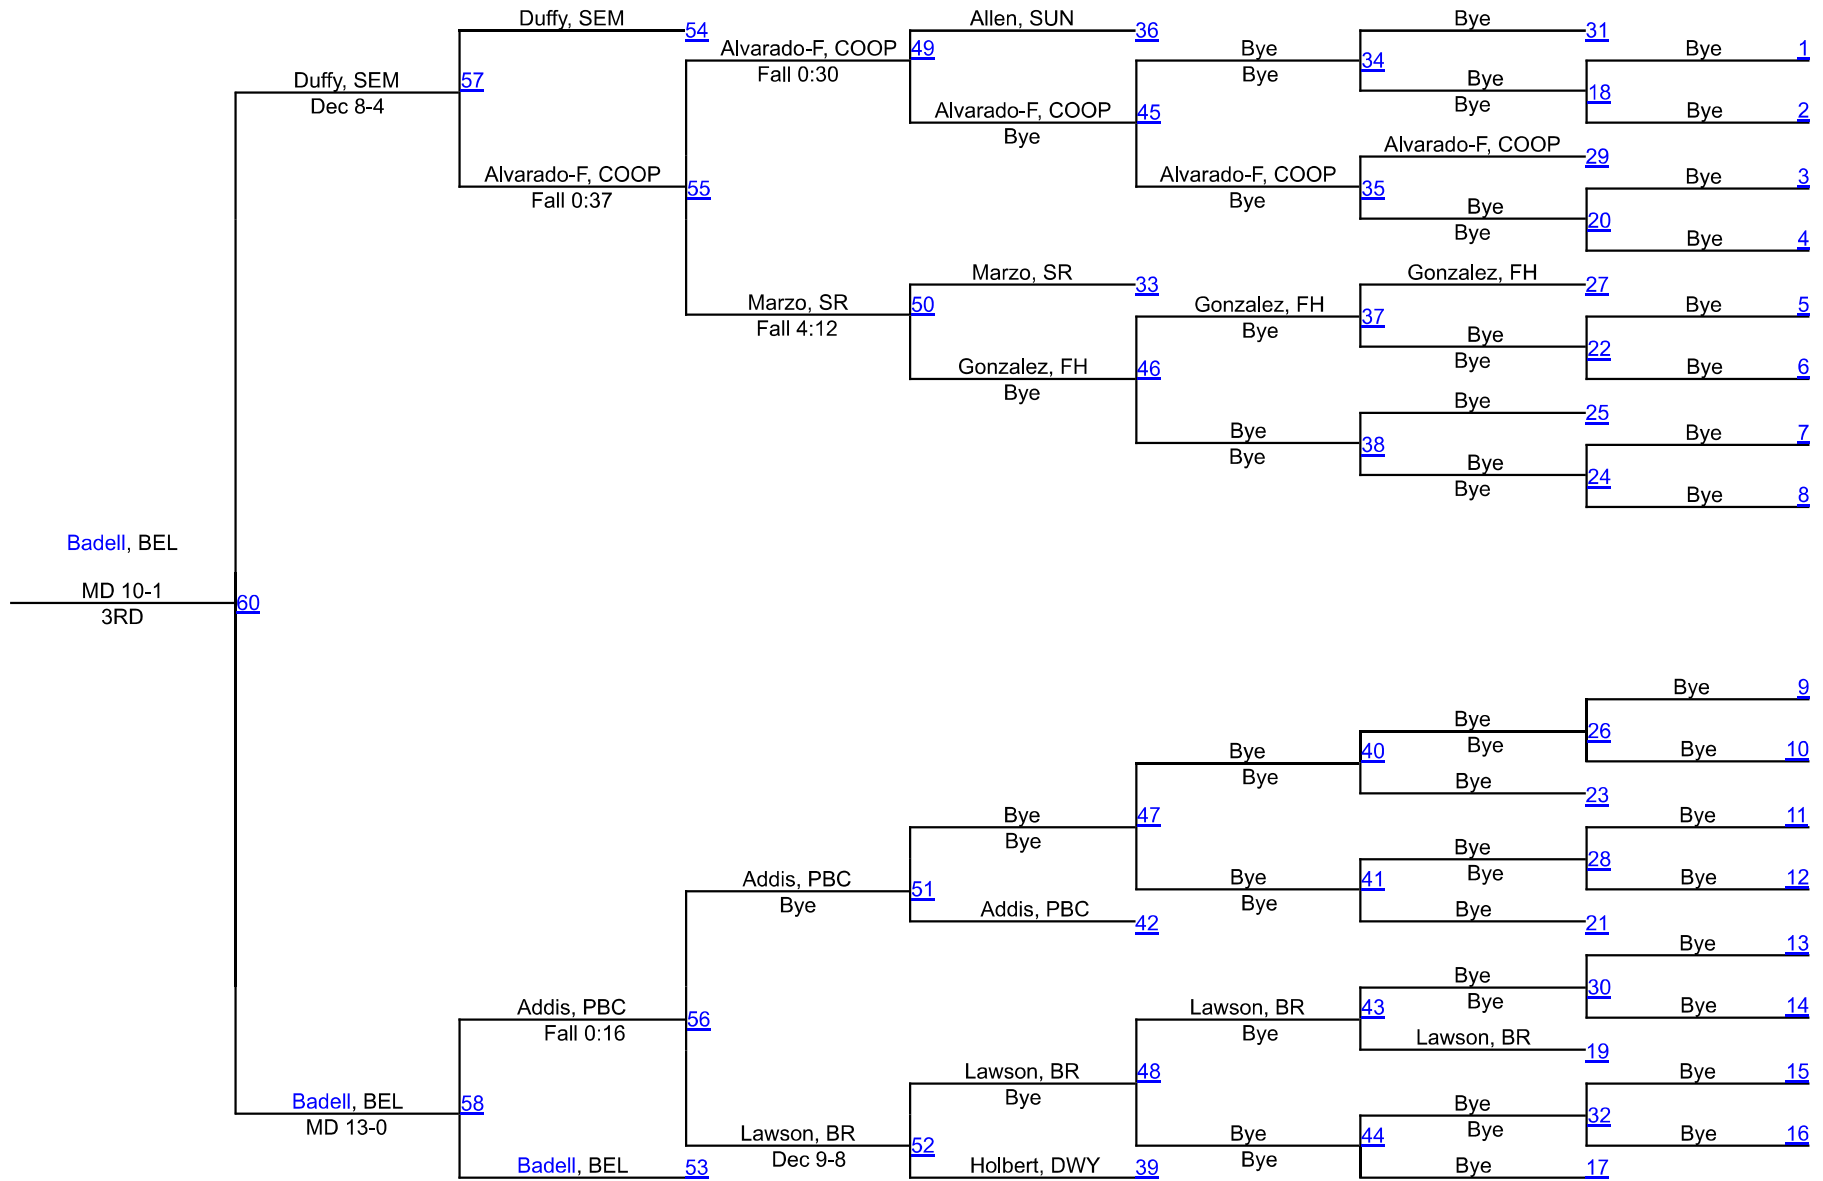 Duffy, SEM
54
Allen, SUN
36
Bye
31
Alvarado-F, COOP
49
Fall 0:30
Bye
Bye
34
Bye
1
Duffy, SEM
57
Dec 8-4
Bye
Bye
18
Alvarado-F, COOP
Bye
45
Bye
2
Alvarado-F, COOP
29
Alvarado-F, COOP
Fall 0:37
55
Alvarado-F, COOP
Bye
35
Bye
3
Bye
Bye
20
Bye
4
Marzo, SR
33
Gonzalez, FH
27
Marzo, SR
Fall 4:12
50
Gonzalez, FH
Bye
37
Bye
5
Bye
Bye
22
Gonzalez, FH
Bye
46
Bye
6
Bye
25
Bye
Bye
38
Bye
7
Bye
Bye
24
Bye
8
Badell, BEL
MD 10-1
3RD
60
Bye
9
Bye
Bye
26
Bye
Bye
40
Bye
10
Bye
23
Bye
Bye
47
Bye
11
Bye
Bye
28
Addis, PBC
Bye
51
Bye
Bye
41
Bye
12
Addis, PBC
42
Bye
21
Bye
13
Bye
Bye
30
Addis, PBC
Fall 0:16
56
Lawson, BR
Bye
43
Bye
14
Lawson, BR
19
Lawson, BR
Bye
48
Bye
15
Badell, BEL
MD 13-0
58
Bye
Bye
32
Lawson, BR
Dec 9-8
52
Bye
Bye
44
Bye
16
Badell, BEL
53
Holbert, DWY
39
Bye
17